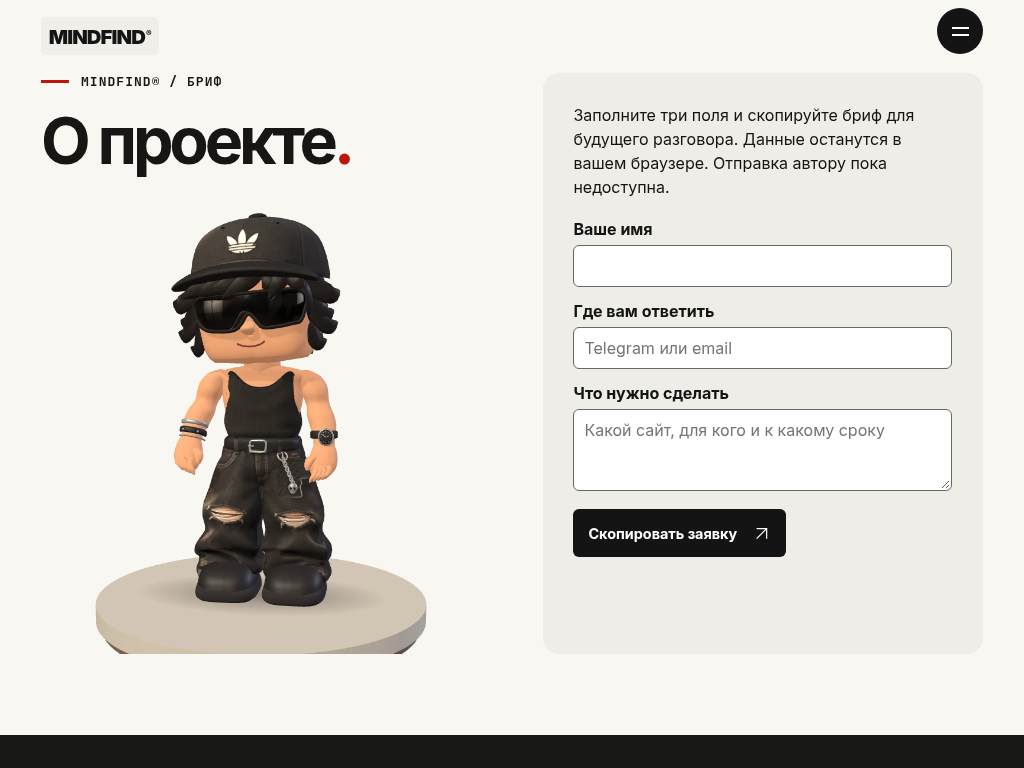 MINDFIND®
MINDFIND® / БРИФ
О проекте.
Заполните три поля и скопируйте бриф для
будущего разговора. Данные останутся в
вашем браузере. Отправка автору пока
недоступна.
Ваше имя
Где вам ответить
Telegram или email
Что нужно сделать
Какой сайт, для кого и к какому сроку
Скопировать заявку